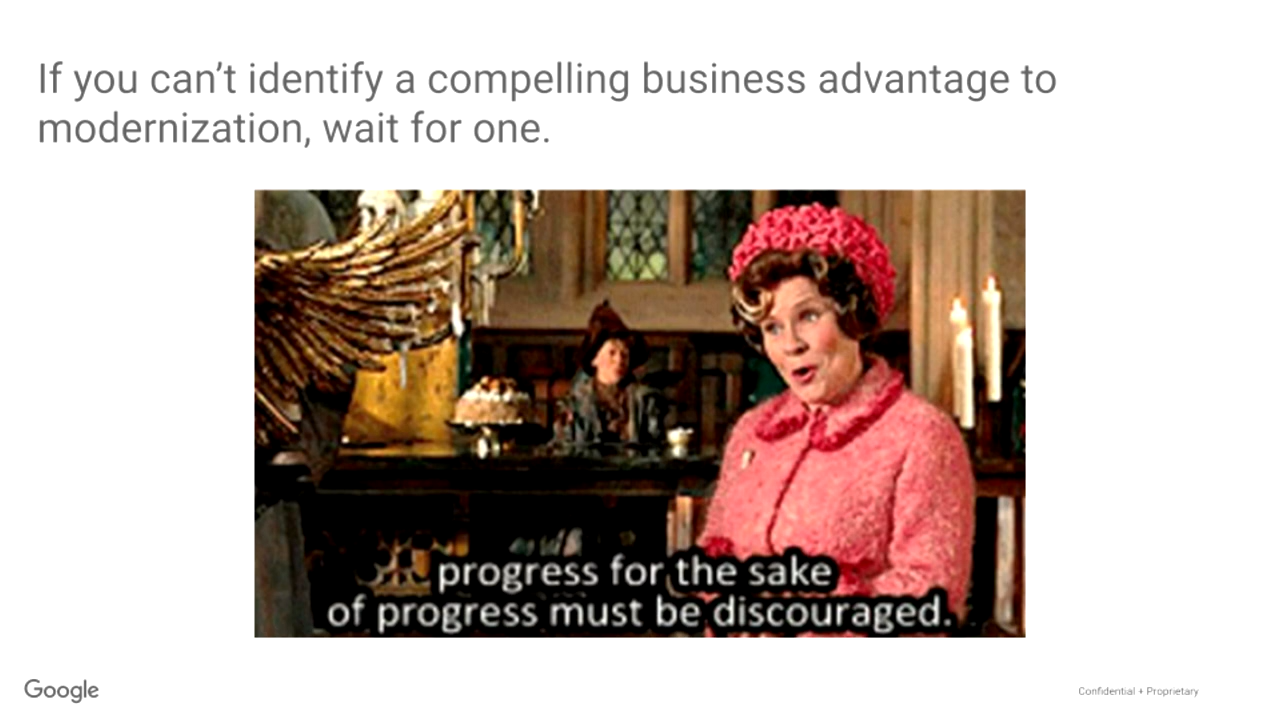 If you can’t identify a compelling business advantage to
modernization, wait for one.
progress for the sake
of progress must be discouraged.
Google
Confidential + Proprietary